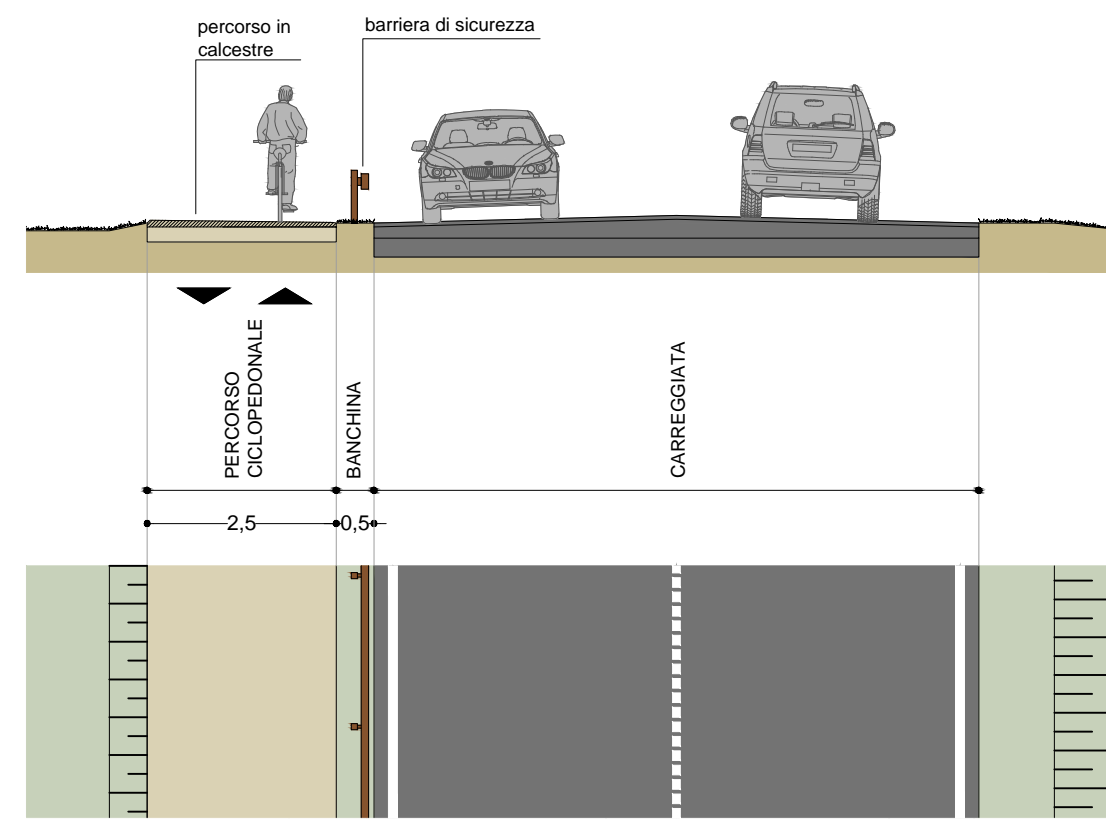 percorso in
calcestre
barriera di sicurezza
PERCORSO
CICLOPEDONALE
BANCHINA
CARREGGIATA
2,5
0,5